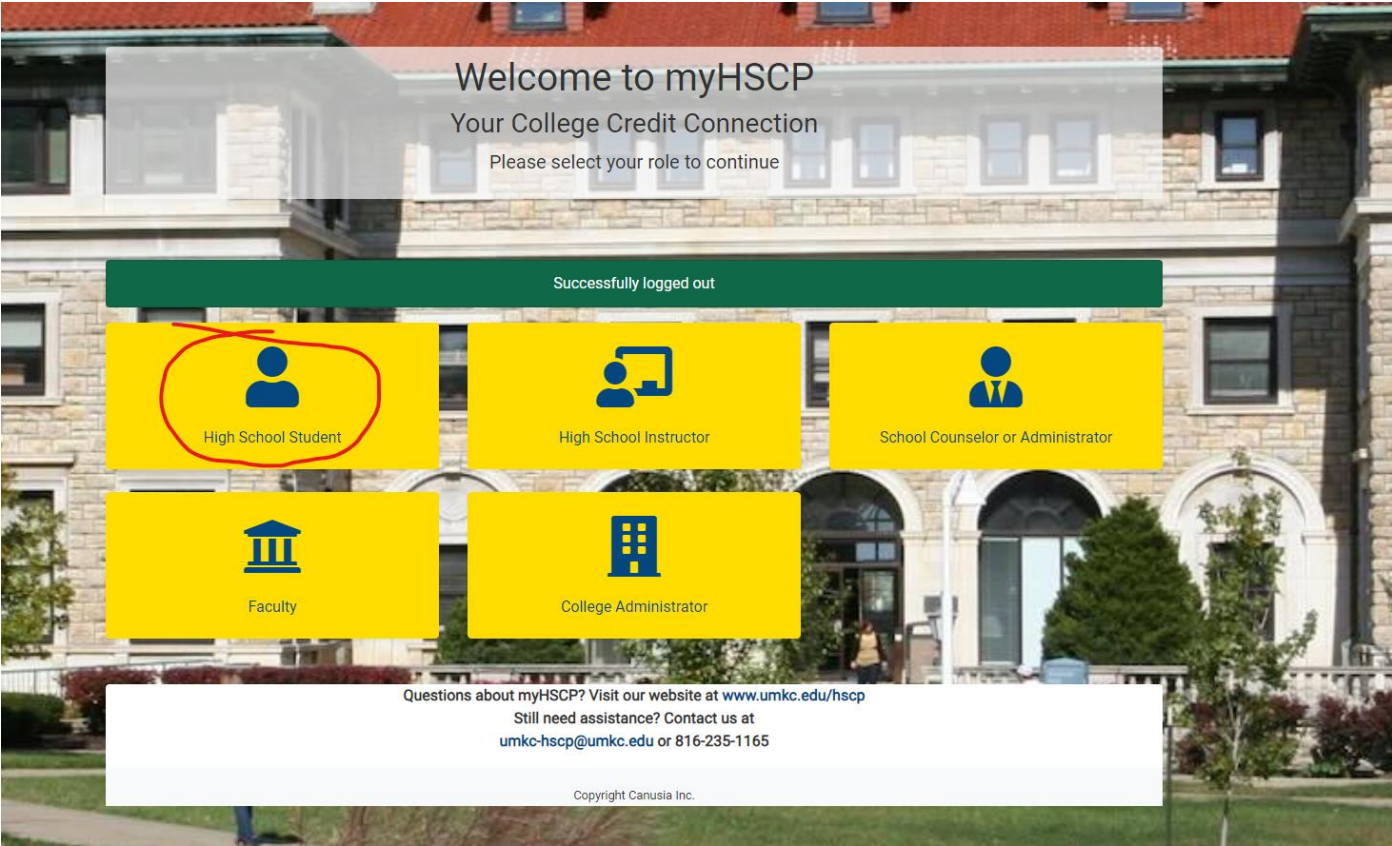 Welcome to myHSCP
Your College Credit Connection
Please select your role to continue
Successfully logged out
High School Student
High School Instructor
School Counselor or Administrator
Faculty
College Administrator
Questions about myHSCP? Visit our website at www.umkc.edu/hscp
Still need assistance? Contact us at
umkc-hscp@umkc.edu or 816-235-1165
Copyright Canusia Inc.